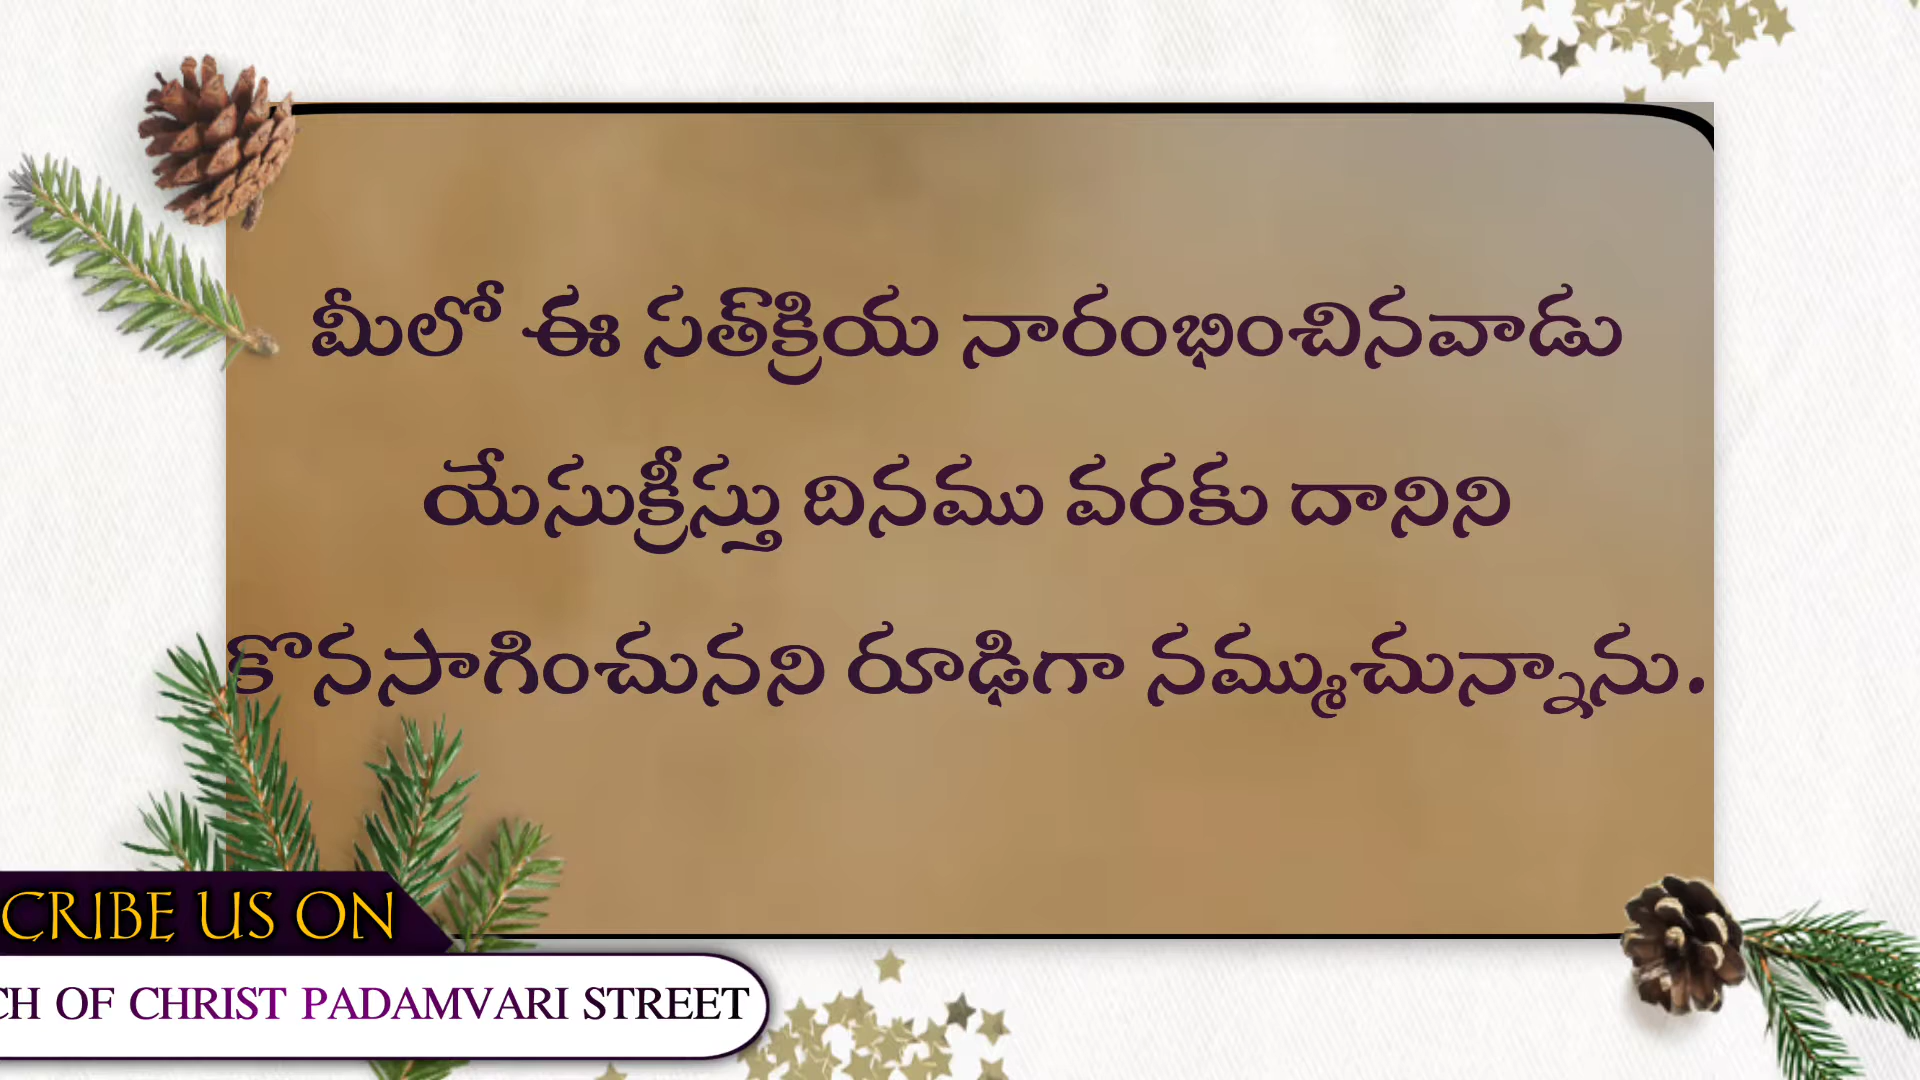 మీలో ఈ సత్‌క్రియ నారంభించినవాడు
యేసుక్రీస్తు దినము వరకు దానిని
కొనసాగించునని రూఢిగా నమ్ముచున్నాను.
CRIBE US ON
CH OF CHRIST PADAMVARI STREET